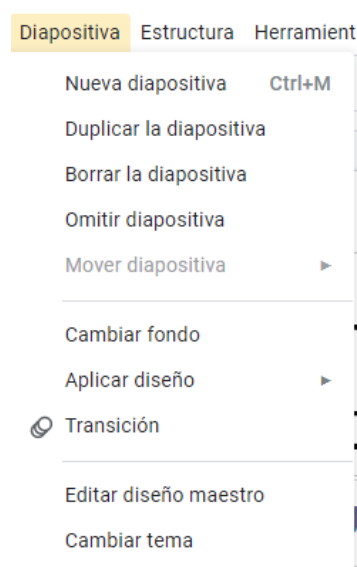 Diapositiva Estructura Herramient
Nueva diapositiva Ctrl+M
Duplicar la diapositiva
Borrar la diapositiva
Omitir diapositiva
Mover diapositiva
Cambiar fondo
Aplicar diseño
Transición
Editar diseño maestro
Cambiar tema